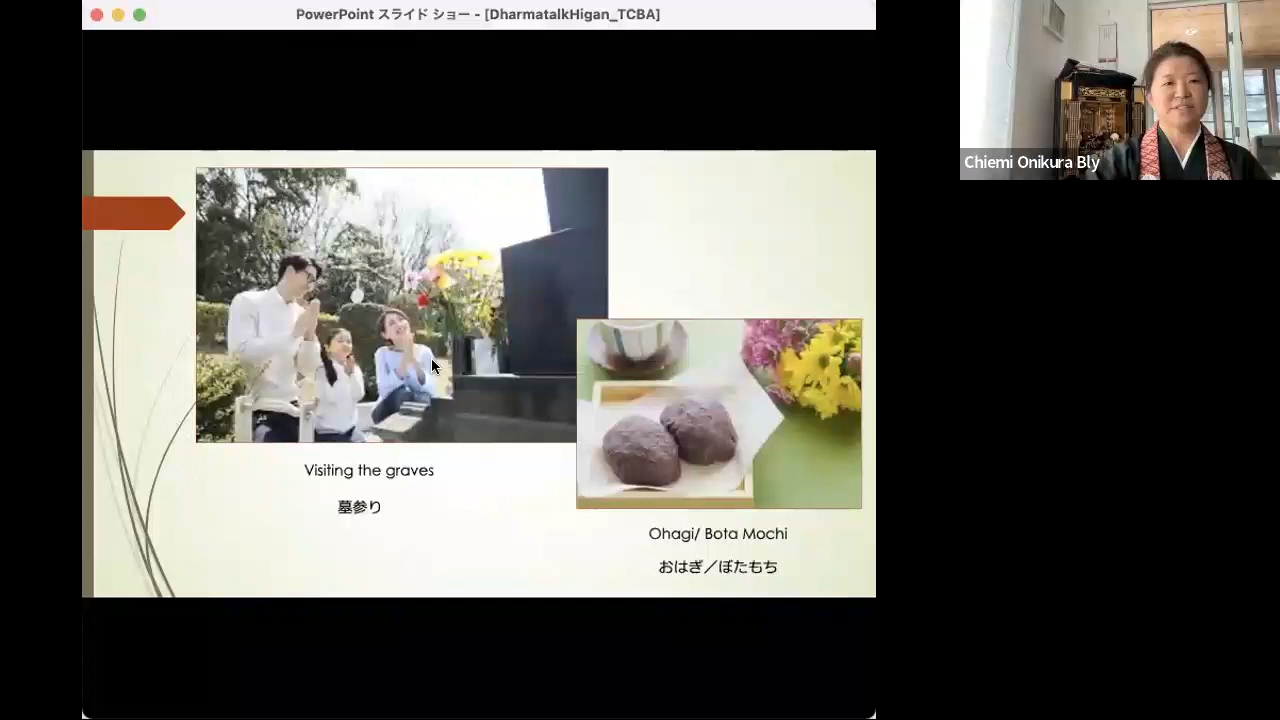 PowerPoint スライド ショー - [DharmatalkHigan_TCBA]
Chiemi Onikura Bly
Visiting the graves
墓参り
Ohagi/ Bota Mochi
おはぎ／ぼたもち